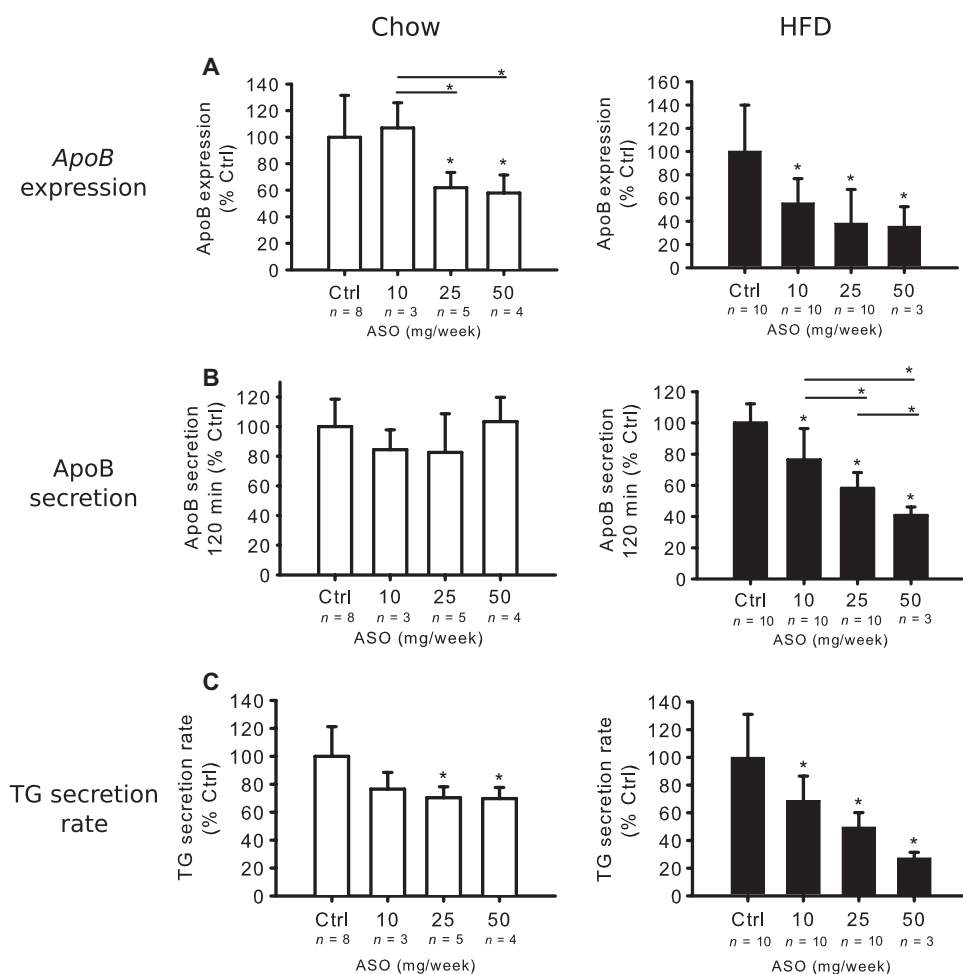 Chow
HFD
A
ApoB
expression
ApoB expression
(% Ctrl)
140
120
100
80
60
40
20
0
*
*
*
*
Ctrl
10
25
50
n = 8
n = 3
n = 5
n = 4
ASO (mg/week)
ApoB expression
(% Ctrl)
160
140
120
100
80
60
40
20
0
*
*
*
Ctrl
10
25
50
n = 10
n = 10
n = 10
n = 3
ASO (mg/week)
B
ApoB
secretion
ApoB secretion
120 min (% Ctrl)
120
100
80
60
40
20
0
Ctrl
10
25
50
n = 8
n = 3
n = 5
n = 4
ASO (mg/week)
ApoB secretion
120 min (% Ctrl)
120
100
80
60
40
20
0
*
*
*
*
*
*
Ctrl
10
25
50
n = 10
n = 10
n = 10
n = 3
ASO (mg/week)
C
TG secretion
rate
TG secretion rate
(% Ctrl)
140
120
100
80
60
40
20
0
*
*
Ctrl
10
25
50
n = 8
n = 3
n = 5
n = 4
ASO (mg/week)
TG secretion rate
(% Ctrl)
140
120
100
80
60
40
20
0
*
*
*
Ctrl
10
25
50
n = 10
n = 10
n = 10
n = 3
ASO (mg/week)